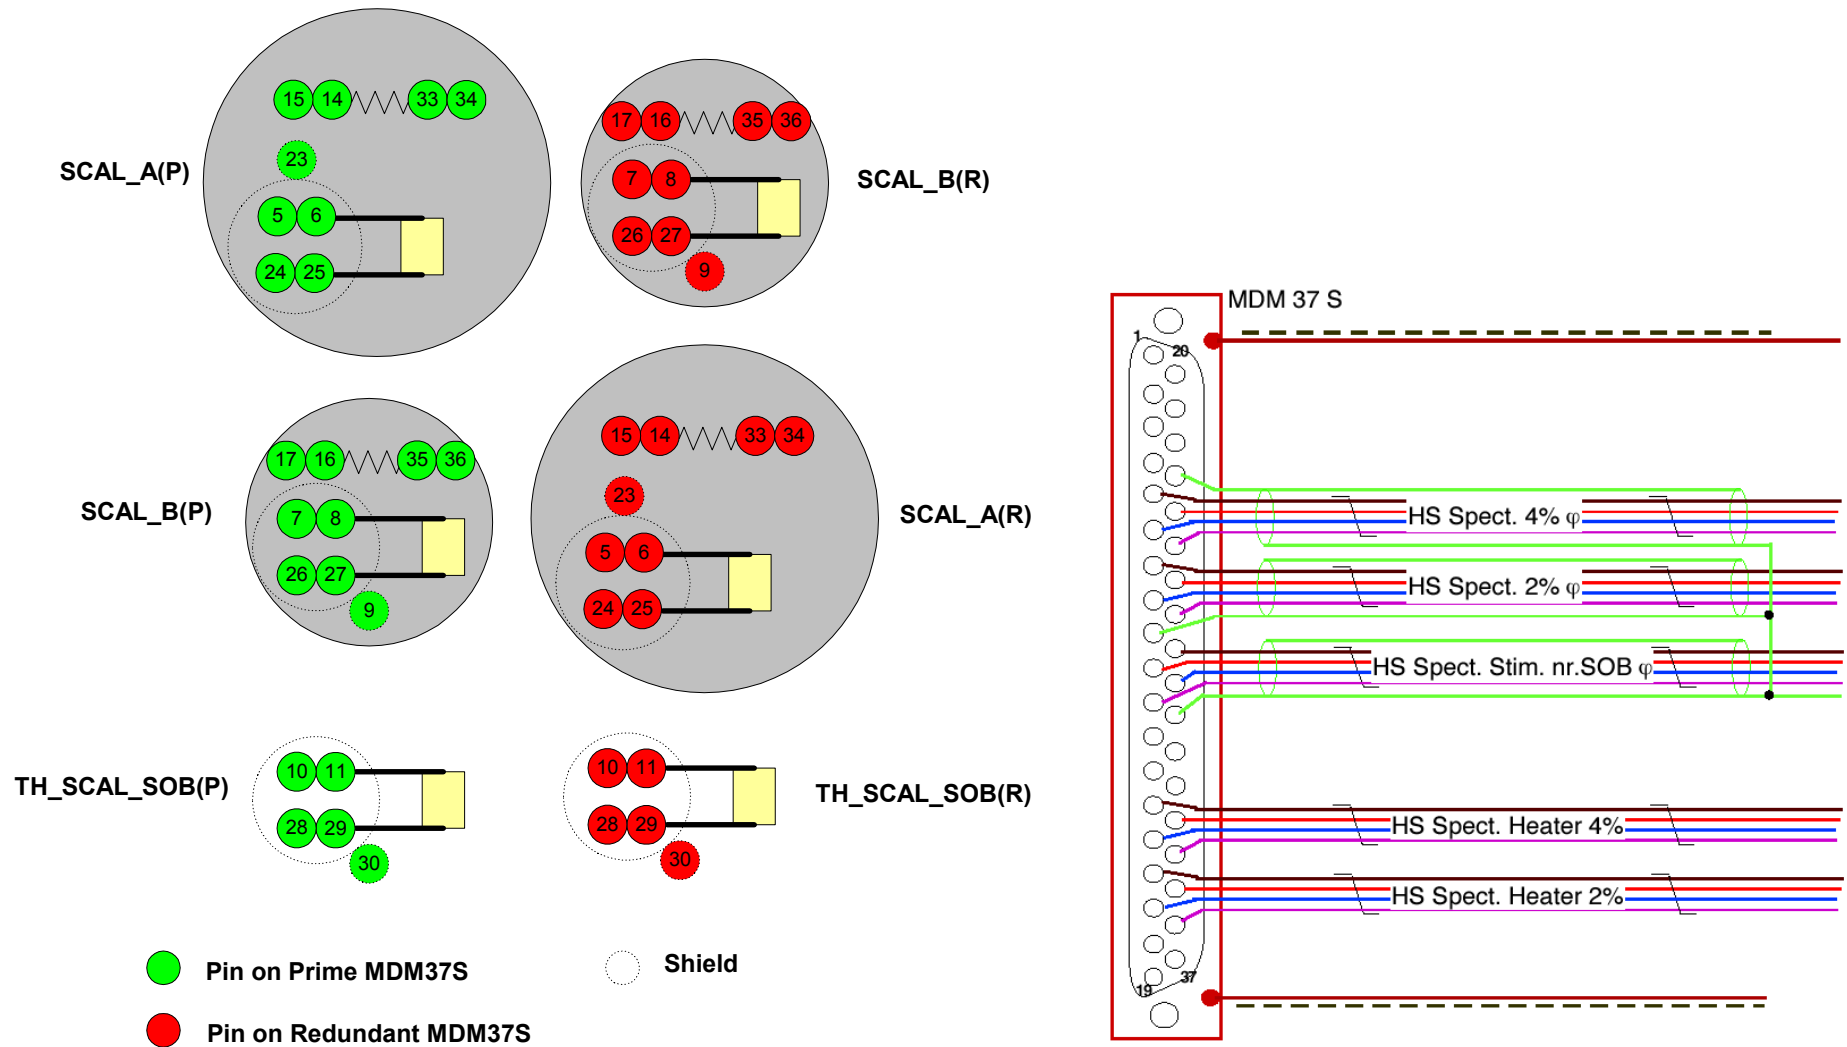 15 14 33 34
23
SCAL_A(P)
5 6
24 25
17 16 35 36
7 8
SCAL_B(R)
26 27
9
17 16 35 36
SCAL_B(P)
7 8
26 27
9
15 14 33 34
23
SCAL_A(R)
5 6
24 25
TH_SCAL_SOB(P)
10 11
28 29
30
10 11
TH_SCAL_SOB(R)
28 29
30
Pin on Prime MDM37S
Shield
Pin on Redundant MDM37S
MDM 37 S
1
20
HS Spect. 4% φ
HS Spect. 2% φ
HS Spect. Stim. nr.SOB φ
HS Spect. Heater 4%
HS Spect. Heater 2%
37
19